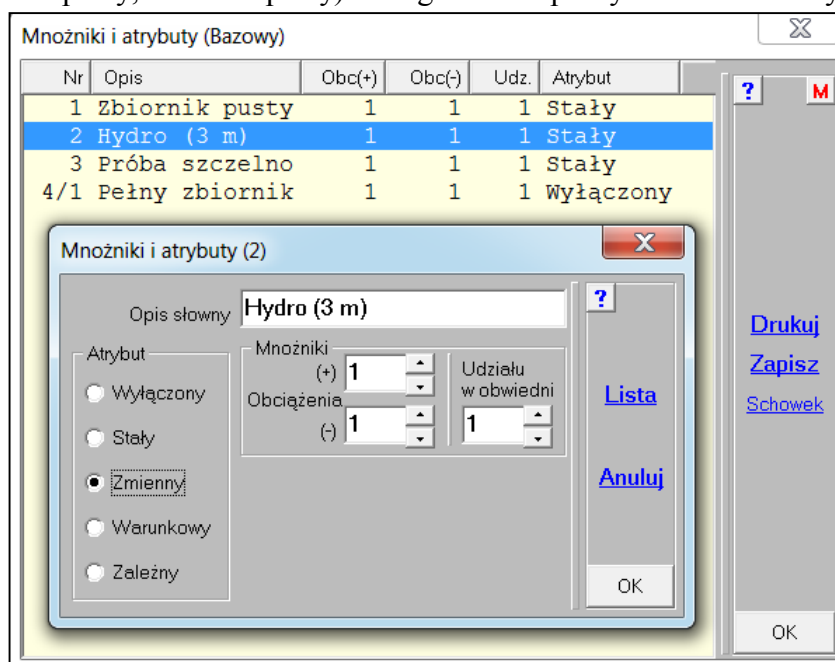 Mnożniki i atrybuty (Bazowy)
Nr Opis Obc(+) Obc(-) Udz. Atrybut
? M
1 Zbiornik pusty 1 1 1 Stały
2 Hydro (3 m) 1 1 1 Stały
3 Próba szczelno 1 1 1 Stały
4/1 Pełny zbiornik 1 1 1 Wyłączony
Mnożniki i atrybuty (2)
Opis słowny Hydro (3 m)
?
Atrybut
Wyłączony
Stały
Zmienny
Warunkowy
Zależny
Mnożniki
(+) 1
Obciążenia
(-) 1
Udziału
w obwiedni
1
Lista
Anuluj
OK
Drukuj
Zapisz
Schowek
OK